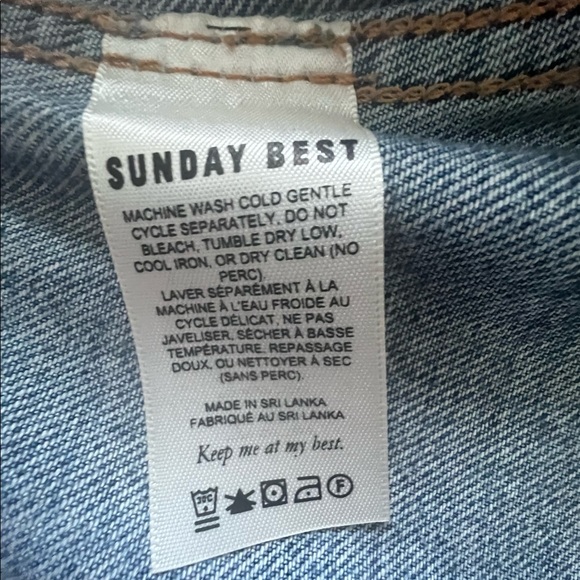 SUNDAY BEST
MACHINE WASH COLD GENTLE
CYCLE SEPARATELY, DO NOT
BLEACH, TUMBLE DRY LOW,
COOL IRON, OR DRY CLEAN (NO
PERC).
LAVER SÉPARÉMENT À LA
MACHINE À L'EAU FROIDE AU
CYCLE DÉLICAT, NE PAS
JAVELISER, SÉCHER À BASSE
TEMPÉRATURE, REPASSAGE
DOUX, OU NETTOYER À SEC
(SANS PERC).
MADE IN SRI LANKA
FABRIQUÉ AU SRI LANKA
Keep me at my best.
30C F